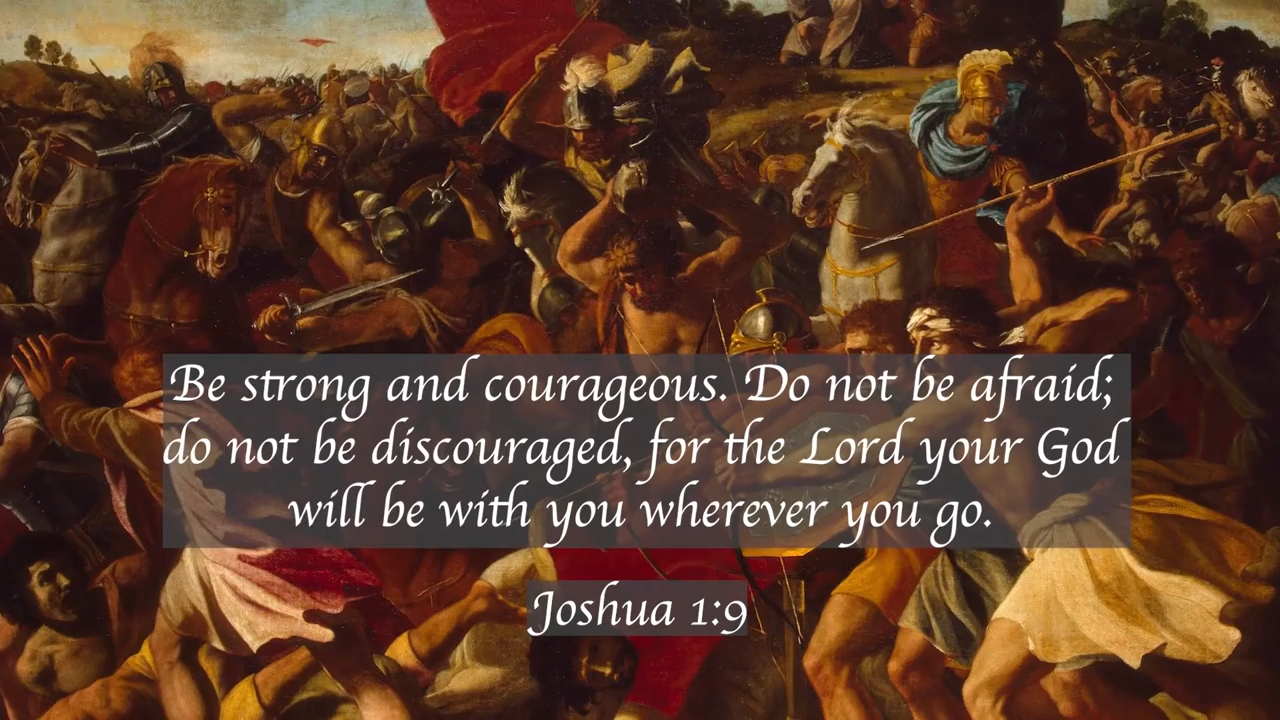 Be strong and courageous. Do not be afraid;
do not be discouraged, for the Lord your God
will be with you wherever you go.
Joshua 1:9